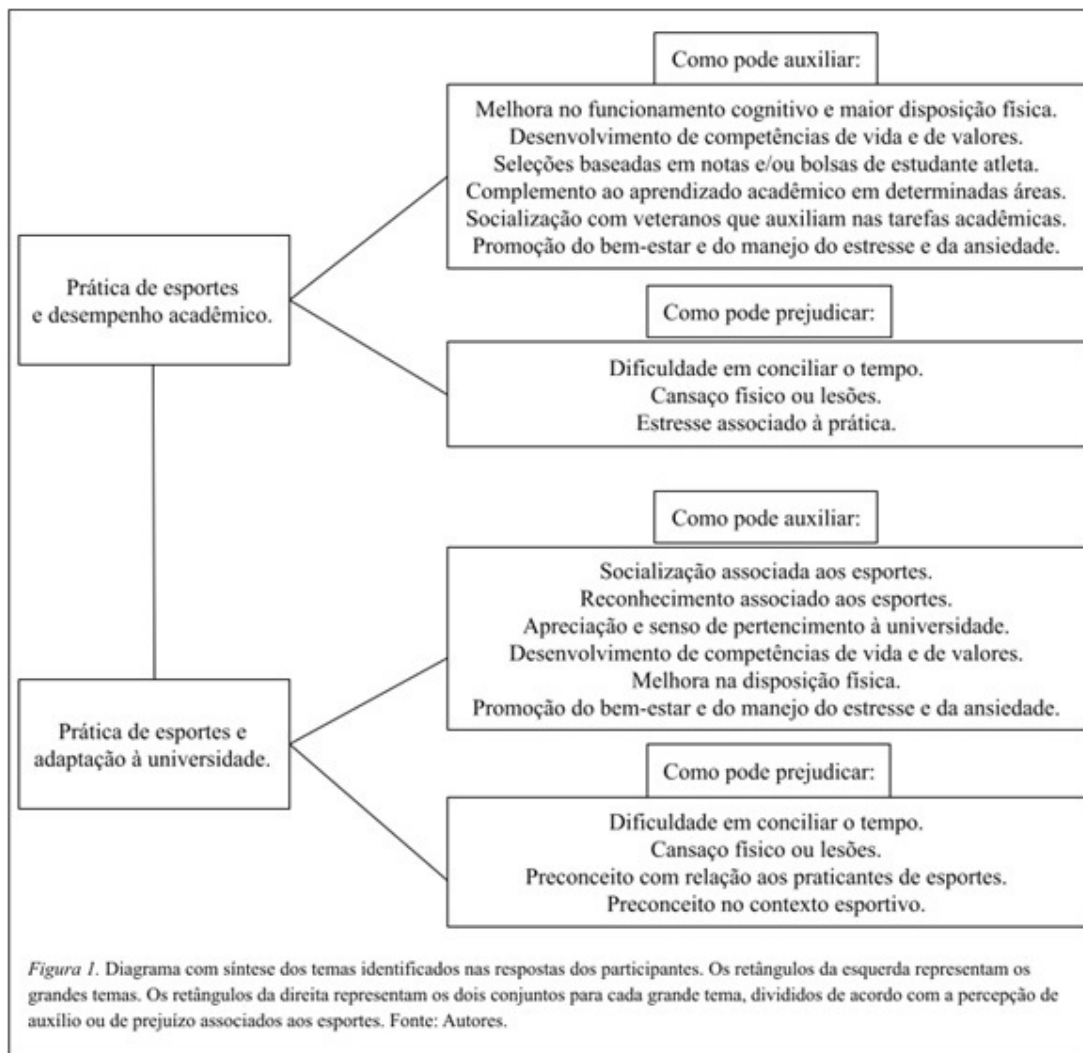 Como pode auxiliar:
Melhora no funcionamento cognitivo e maior disposição física.
Desenvolvimento de competências de vida e de valores.
Seleções baseadas em notas e/ou bolsas de estudante atleta.
Complemento ao aprendizado acadêmico em determinadas áreas.
Socialização com veteranos que auxiliam nas tarefas acadêmicas.
Promoção do bem-estar e do manejo do estresse e da ansiedade.
Prática de esportes
e desempenho acadêmico.
Como pode prejudicar:
Dificuldade em conciliar o tempo.
Cansaço físico ou lesões.
Estresse associado à prática.
Como pode auxiliar:
Socialização associada aos esportes.
Reconhecimento associado aos esportes.
Apreciação e senso de pertencimento à universidade.
Desenvolvimento de competências de vida e de valores.
Melhora na disposição física.
Promoção do bem-estar e do manejo do estresse e da ansiedade.
Prática de esportes e
adaptação à universidade.
Como pode prejudicar:
Dificuldade em conciliar o tempo.
Cansaço físico ou lesões.
Preconceito com relação aos praticantes de esportes.
Preconceito no contexto esportivo.
Figura 1. Diagrama com síntese dos temas identificados nas respostas dos participantes. Os retângulos da esquerda representam os
grandes temas. Os retângulos da direita representam os dois conjuntos para cada grande tema, divididos de acordo com a percepção de
auxílio ou de prejuízo associados aos esportes. Fonte: Autores.